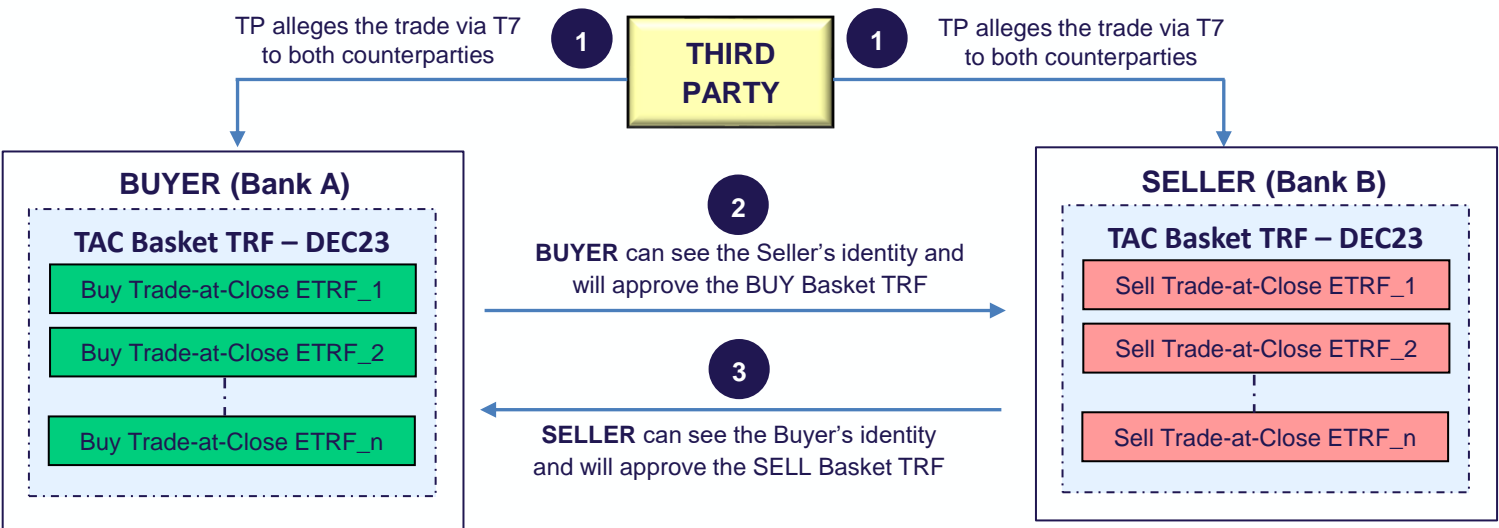 TP alleges the trade via T7
to both counterparties
1
THIRD
PARTY
1
TP alleges the trade via T7
to both counterparties
BUYER (Bank A)
TAC Basket TRF – DEC23
Buy Trade-at-Close ETRF_1
Buy Trade-at-Close ETRF_2
Buy Trade-at-Close ETRF_n
2
BUYER can see the Seller's identity and
will approve the BUY Basket TRF
3
SELLER can see the Buyer's identity
and will approve the SELL Basket TRF
SELLER (Bank B)
TAC Basket TRF – DEC23
Sell Trade-at-Close ETRF_1
Sell Trade-at-Close ETRF_2
Sell Trade-at-Close ETRF_n